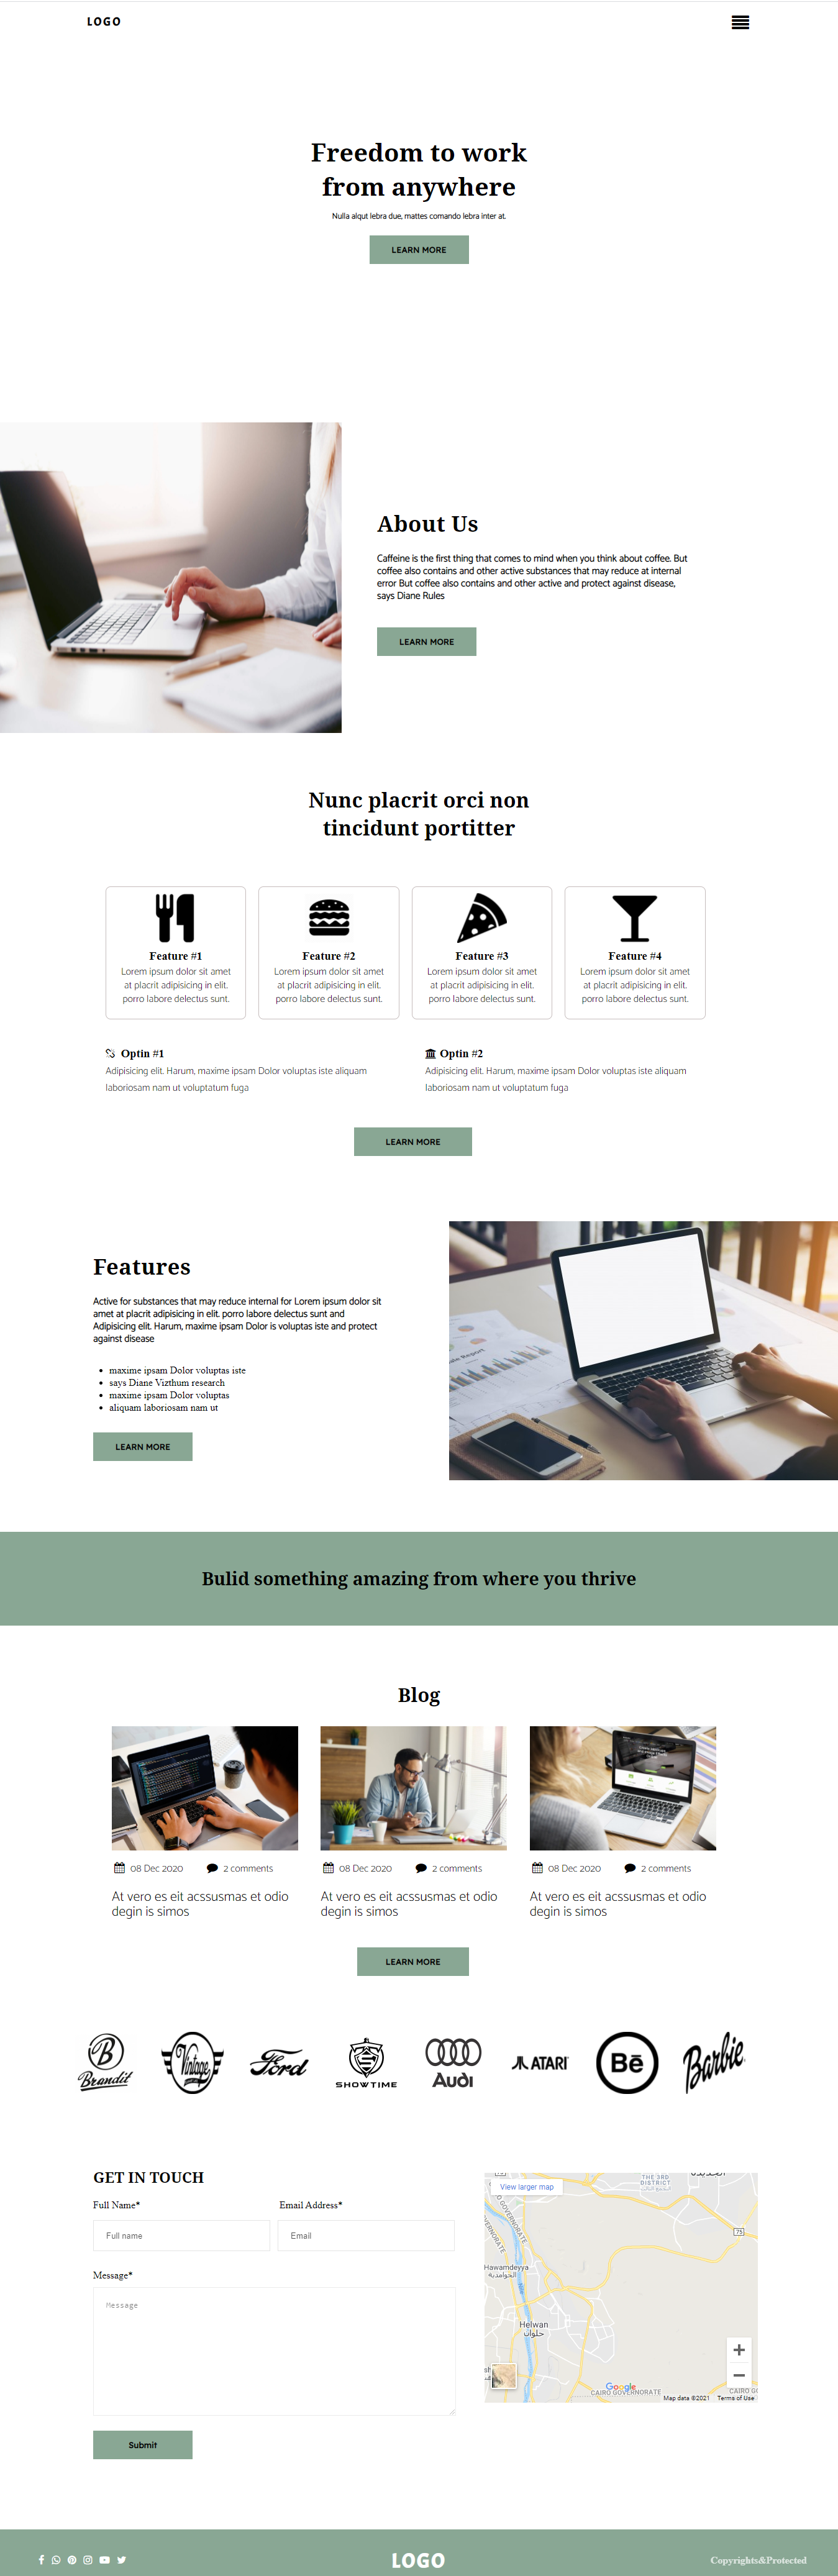 LOGO
Freedom to work
from anywhere
Nulla alqut lebra due, mattes comando lebra inter at.
LEARN MORE
About Us
Caffeine is the first thing that comes to mind when you think about coffee. But
coffee also contains and other active substances that may reduce at internal
error But coffee also contains and other active and protect against disease,
says Diane Rules
LEARN MORE
Nunc placrit orci non
tincidunt portitter
Feature #1
Lorem ipsum dolor sit amet
at placrit adipisicing in elit.
porro labore delectus sunt.
Feature #2
Lorem ipsum dolor sit amet
at placrit adipisicing in elit.
porro labore delectus sunt.
Feature #3
Lorem ipsum dolor sit amet
at placrit adipisicing in elit.
porro labore delectus sunt.
Feature #4
Lorem ipsum dolor sit amet
at placrit adipisicing in elit.
porro labore delectus sunt.
Optin #1
Adipisicing elit. Harum, maxime ipsam Dolor voluptas iste aliquam
laboriosam nam ut voluptatum fuga
Optin #2
Adipisicing elit. Harum, maxime ipsam Dolor voluptas iste aliquam
laboriosam nam ut voluptatum fuga
LEARN MORE
Features
Active for substances that may reduce internal for Lorem ipsum dolor sit
amet at placrit adipisicing in elit. porro labore delectus sunt and
Adipisicing elit. Harum, maxime ipsam Dolor is voluptas iste and protect
against disease
maxime ipsam Dolor voluptas iste
says Diane Vizthum research
maxime ipsam Dolor voluptas
aliquam laboriosam nam ut
LEARN MORE
Report
Bulid something amazing from where you thrive
Blog
08 Dec 2020 2 comments
At vero es eit acssusmas et odio
degin is simos
08 Dec 2020 2 comments
At vero es eit acssusmas et odio
degin is simos
08 Dec 2020 2 comments
At vero es eit acssusmas et odio
degin is simos
LEARN MORE
B
Brandit
Vintage
Ford
SHOWTIME
Audi
ATARI
Bē
Barbie
GET IN TOUCH
Full Name*
Email Address*
Full name
Email
Message*
Message
Submit
View larger map
THE 3RD
DISTRICT
75
GOVERNORATE
Hawamdeyya
الحوامدية
Helwan
حلوان
Google
CAIRO GOVERNORATE
CAIRO GO
Map data ©2021 Terms of Use
LOGO
Copyrights&Protected